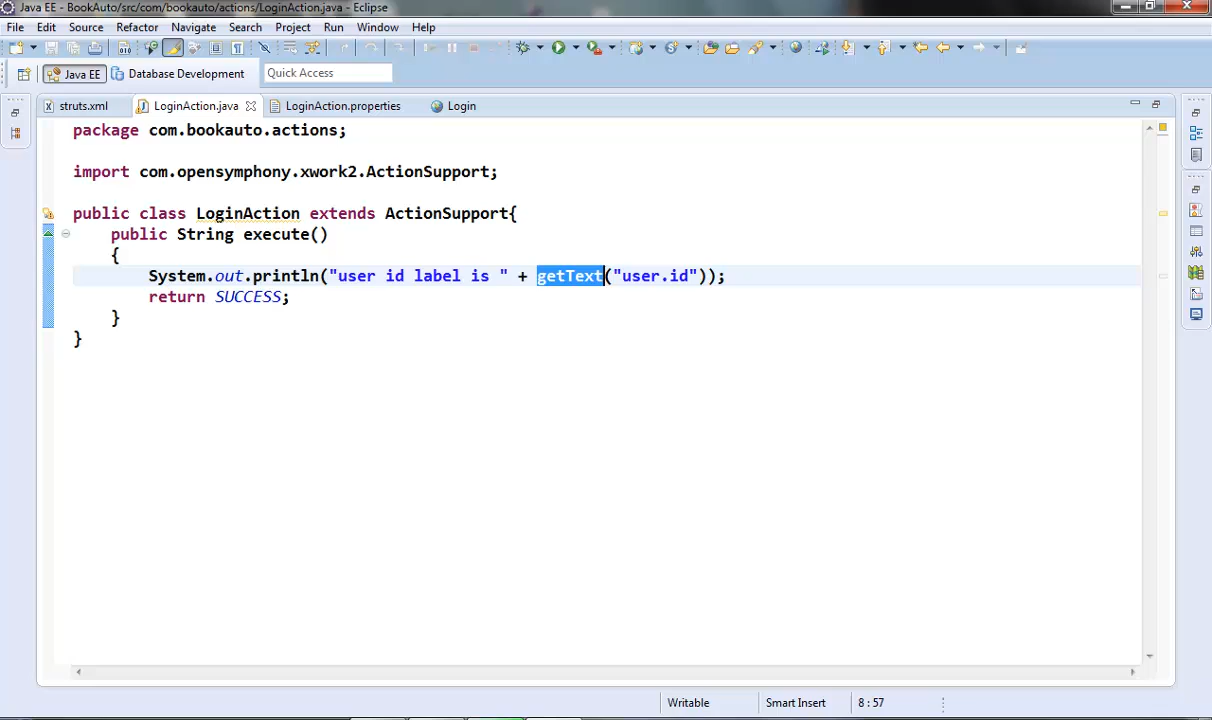 Java EE - BookAuto/src/com/bookauto/actions/LoginAction.java - Eclipse
File Edit Source Refactor Navigate Search Project Run Window Help
Java EE Database Development Quick Access
struts.xml LoginAction.java LoginAction.properties Login
package com.bookauto.actions;
import com.opensymphony.xwork2.ActionSupport;
public class LoginAction extends ActionSupport{
public String execute()
{
System.out.println("user id label is " + getText("user.id"));
return SUCCESS;
}
}
Writable Smart Insert 8 : 57